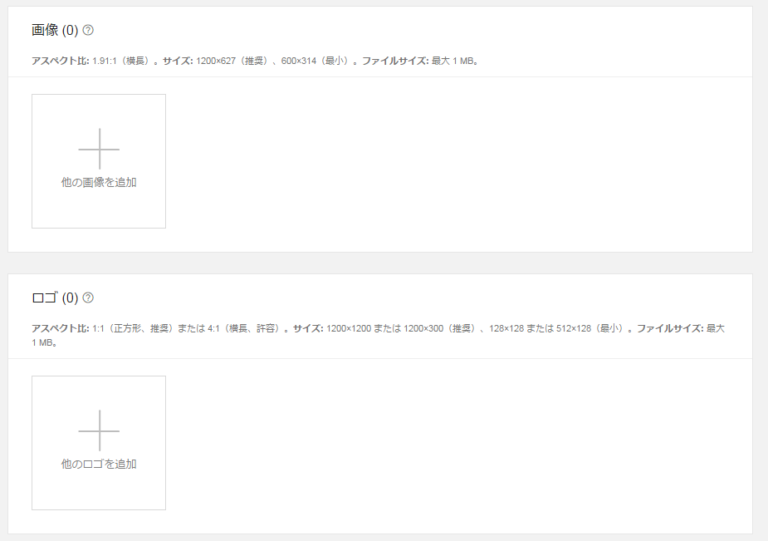 画像 (0) ?
アスペクト比: 1.91:1（横長）。サイズ: 1200×627（推奨）、600×314（最小）。ファイルサイズ: 最大 1 MB。
他の画像を追加
ロゴ (0) ?
アスペクト比: 1:1（正方形、推奨）または 4:1（横長、許容）。サイズ: 1200×1200 または 1200×300（推奨）、128×128 または 512×128（最小）。ファイルサイズ: 最大
1 MB。
他のロゴを追加